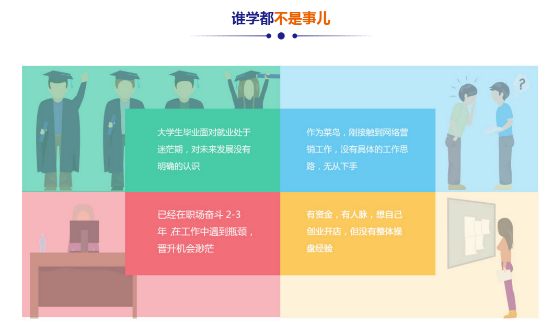 谁学都不是事儿
大学生毕业面对就业处于
迷茫期，对未来发展没有
明确的认识
作为菜鸟，刚接触到网络营
销工作，没有具体的工作思
路，无从下手
?
已经在职场奋斗 2-3
年 ,在工作中遇到瓶颈，
晋升机会渺茫
有资金，有人脉，想自己
创业开店，但没有整体操
盘经验